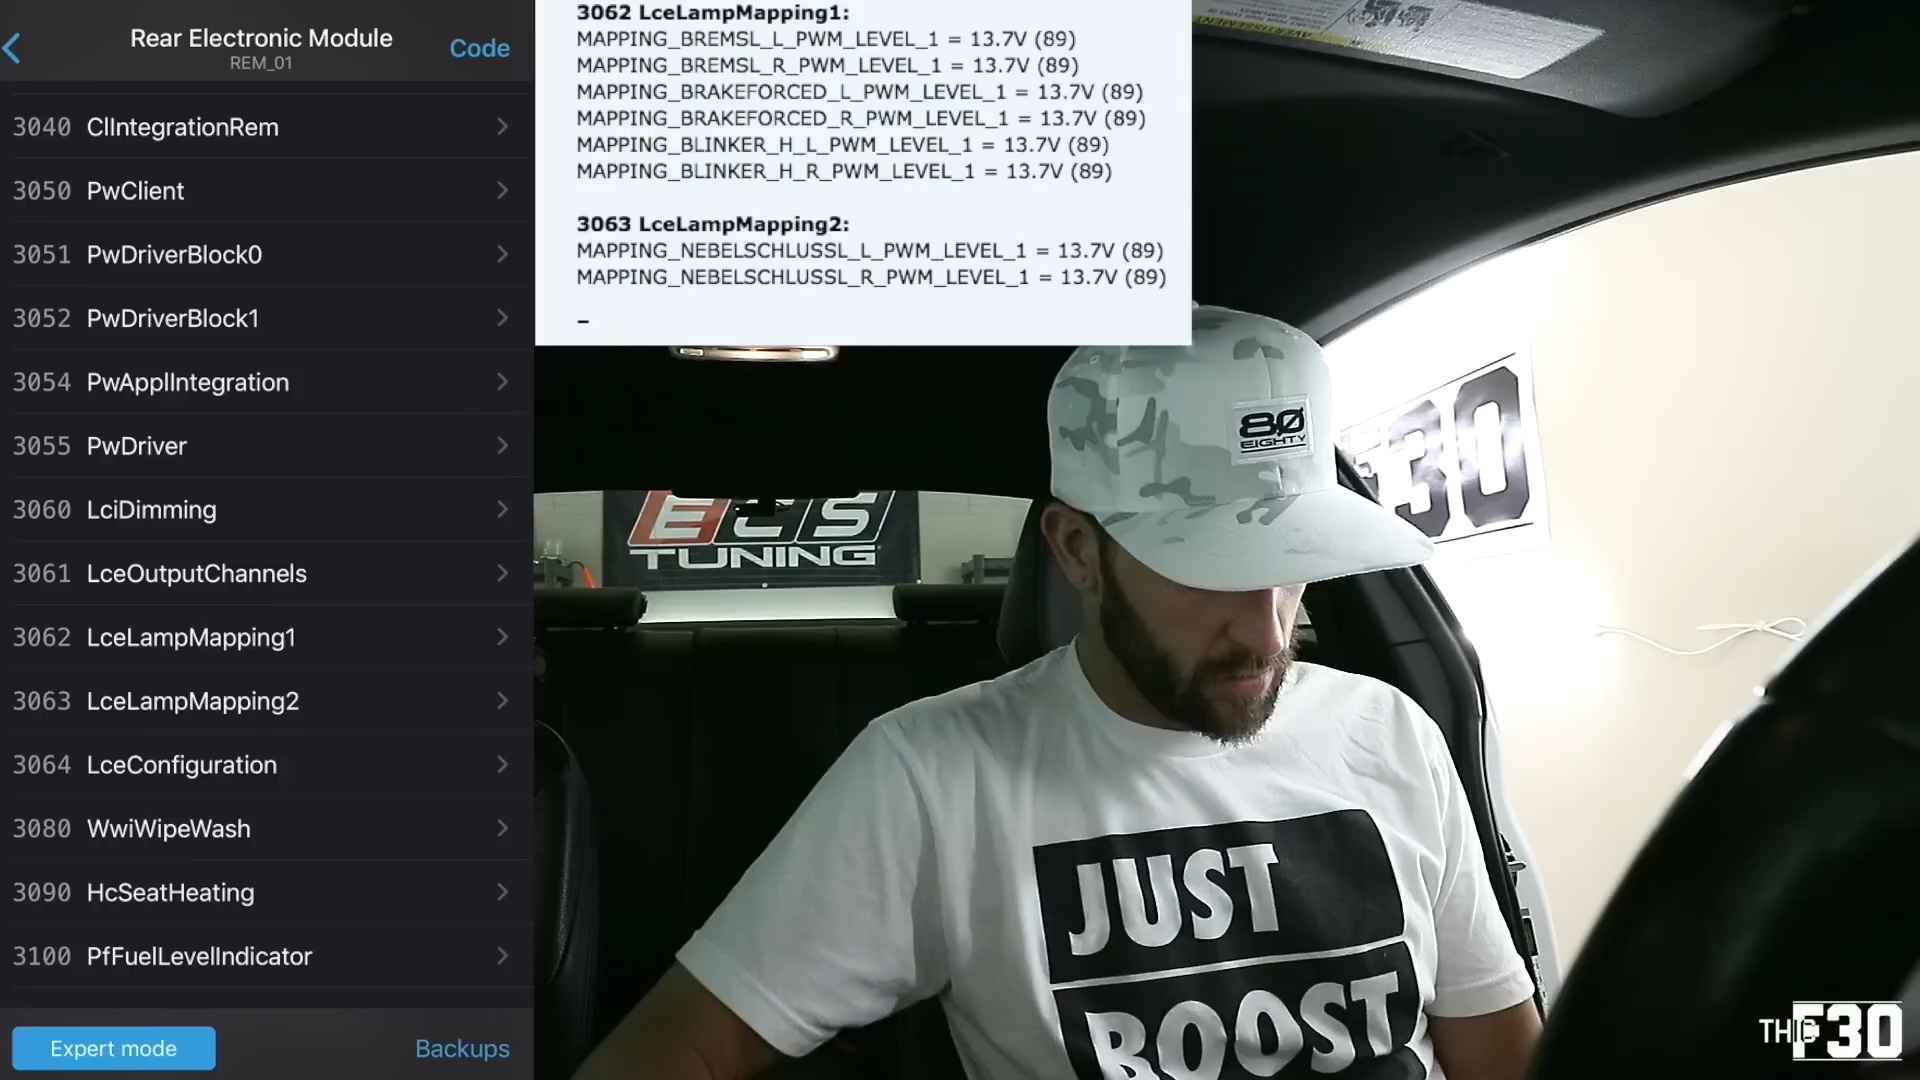 Rear Electronic Module
REM_01
Code
3040 ClIntegrationRem
3050 PwClient
3051 PwDriverBlock0
3052 PwDriverBlock1
3054 PwApplIntegration
3055 PwDriver
3060 LciDimming
3061 LceOutputChannels
3062 LceLampMapping1
3063 LceLampMapping2
3064 LceConfiguration
3080 WwiWipeWash
3090 HcSeatHeating
3100 PfFuelLevelIndicator
Expert mode
Backups
3062 LceLampMapping1:
MAPPING_BREMSL_L_PWM_LEVEL_1 = 13.7V (89)
MAPPING_BREMSL_R_PWM_LEVEL_1 = 13.7V (89)
MAPPING_BRAKEFORCED_L_PWM_LEVEL_1 = 13.7V (89)
MAPPING_BRAKEFORCED_R_PWM_LEVEL_1 = 13.7V (89)
MAPPING_BLINKER_H_L_PWM_LEVEL_1 = 13.7V (89)
MAPPING_BLINKER_H_R_PWM_LEVEL_1 = 13.7V (89)
3063 LceLampMapping2:
MAPPING_NEBELSCHLUSSL_L_PWM_LEVEL_1 = 13.7V (89)
MAPPING_NEBELSCHLUSSL_R_PWM_LEVEL_1 = 13.7V (89)
–
8Ø
EIGHTY
F30
ECS
TUNING
JUST
BOOST
F30